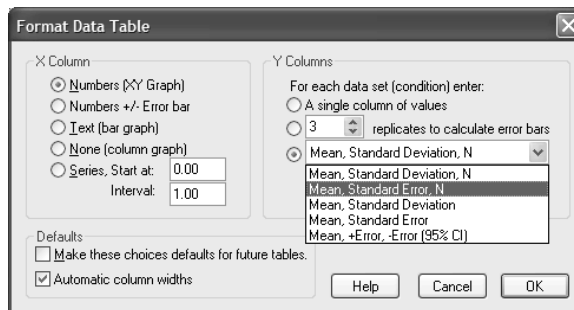 Format Data Table
X Column
Numbers (XY Graph)
Numbers +/- Error bar
Text (bar graph)
None (column graph)
Series, Start at: 0.00
Interval: 1.00
Y Columns
For each data set (condition) enter:
A single column of values
3 replicates to calculate error bars
Mean, Standard Deviation, N
Mean, Standard Deviation, N
Mean, Standard Error, N
Mean, Standard Deviation
Mean, Standard Error
Mean, +Error, -Error (95% CI)
Defaults
Make these choices defaults for future tables.
Automatic column widths
Help
Cancel
OK